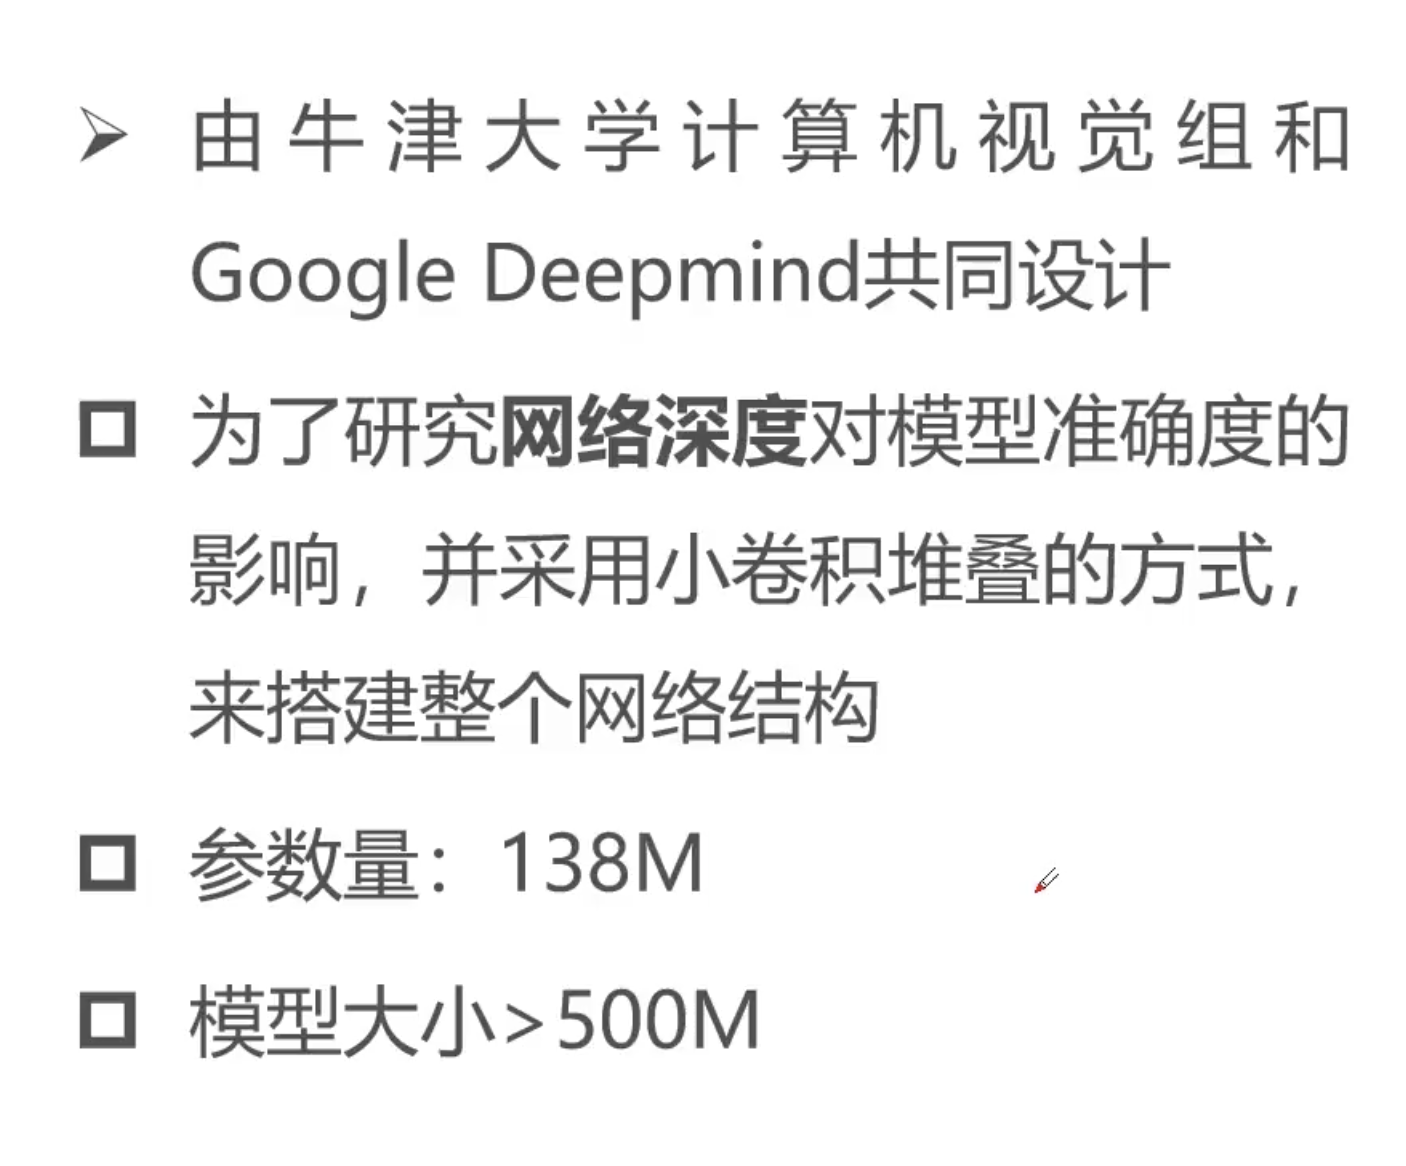 由牛津大学计算机视觉组和
Google Deepmind共同设计
为了研究网络深度对模型准确度的
影响，并采用小卷积堆叠的方式，
来搭建整个网络结构
参数量：138M
模型大小>500M